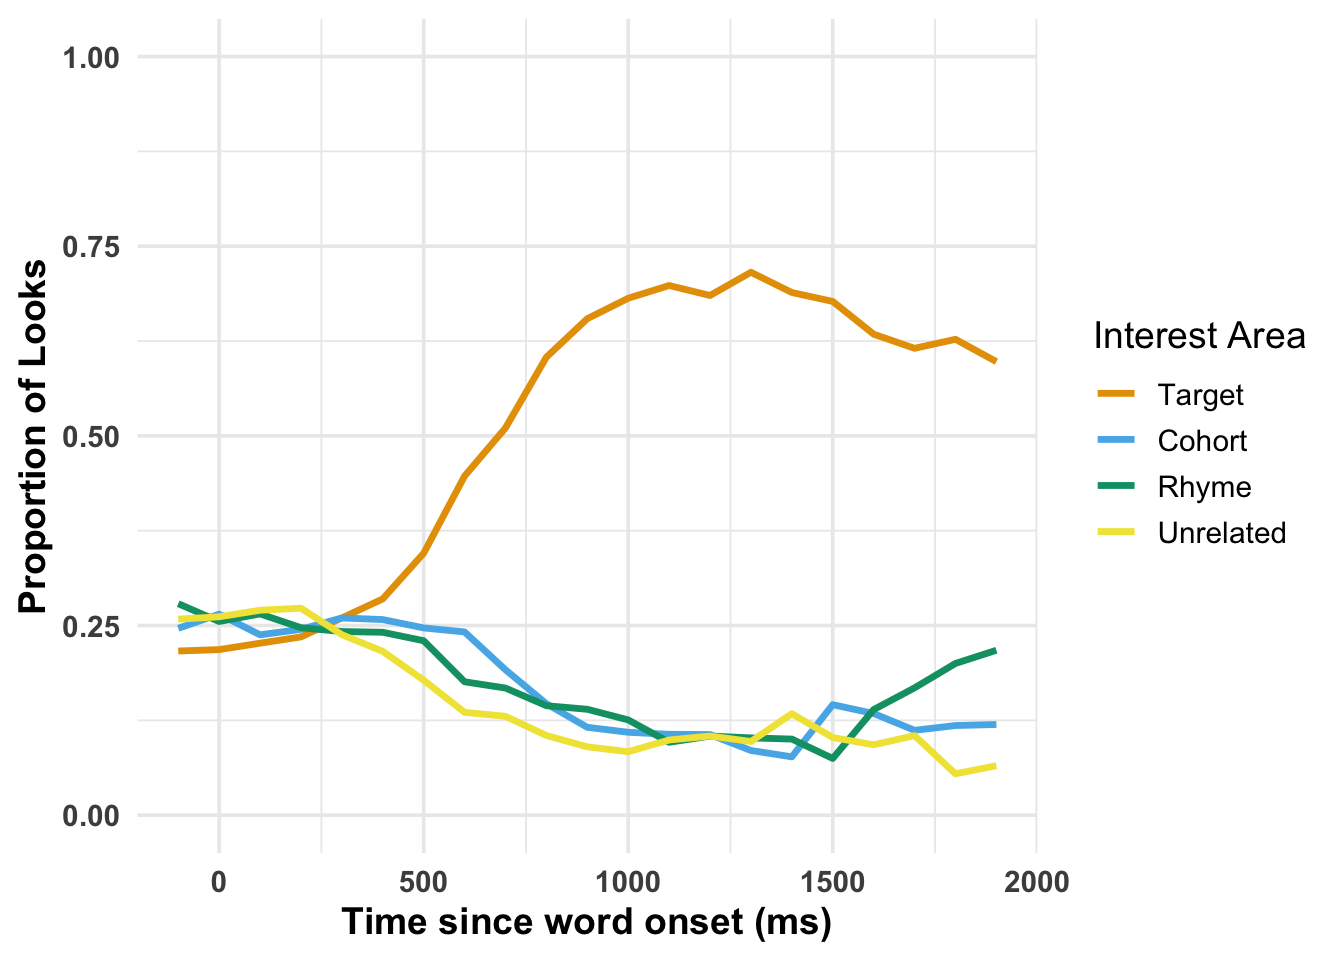 1.00
0.75
0.50
0.25
0.00
Proportion of Looks
0
500
1000
1500
2000
Time since word onset (ms)
Interest Area
Target
Cohort
Rhyme
Unrelated